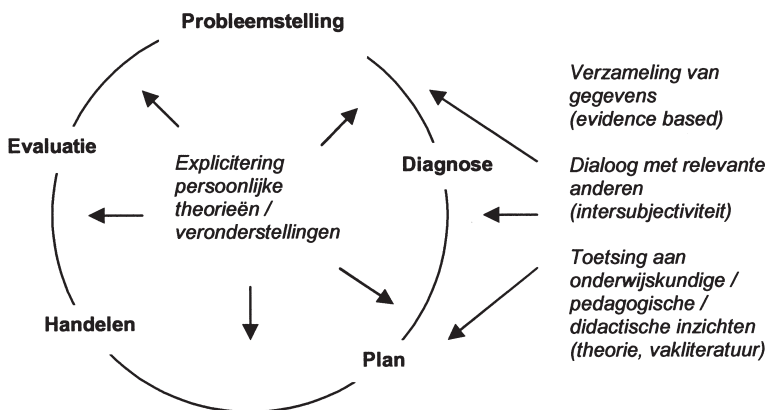 Probleemstelling
Evaluatie
Explicitering
persoonlijke
theorieën /
veronderstellingen
Diagnose
Handelen
Plan
Verzameling van
gegevens
(evidence based)
Dialoog met relevante
anderen
(intersubjectiviteit)
Toetsing aan
onderwijskundige /
pedagogische /
didactische inzichten
(theorie, vakliteratuur)